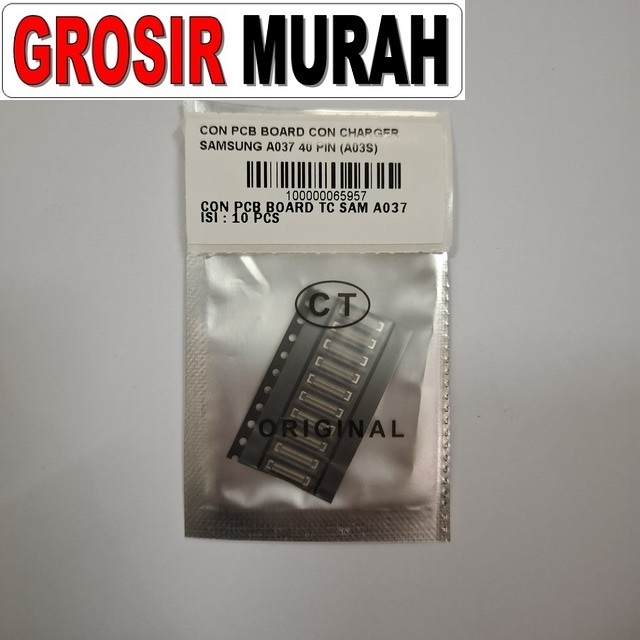 GROSIR MURAH
CON PCB BOARD CON CHARGER
SAMSUNG A037 40 PIN (A03S)
100000065957
CON PCB BOARD TC SAM A037
ISI : 10 PCS
CT
ORIGINAL